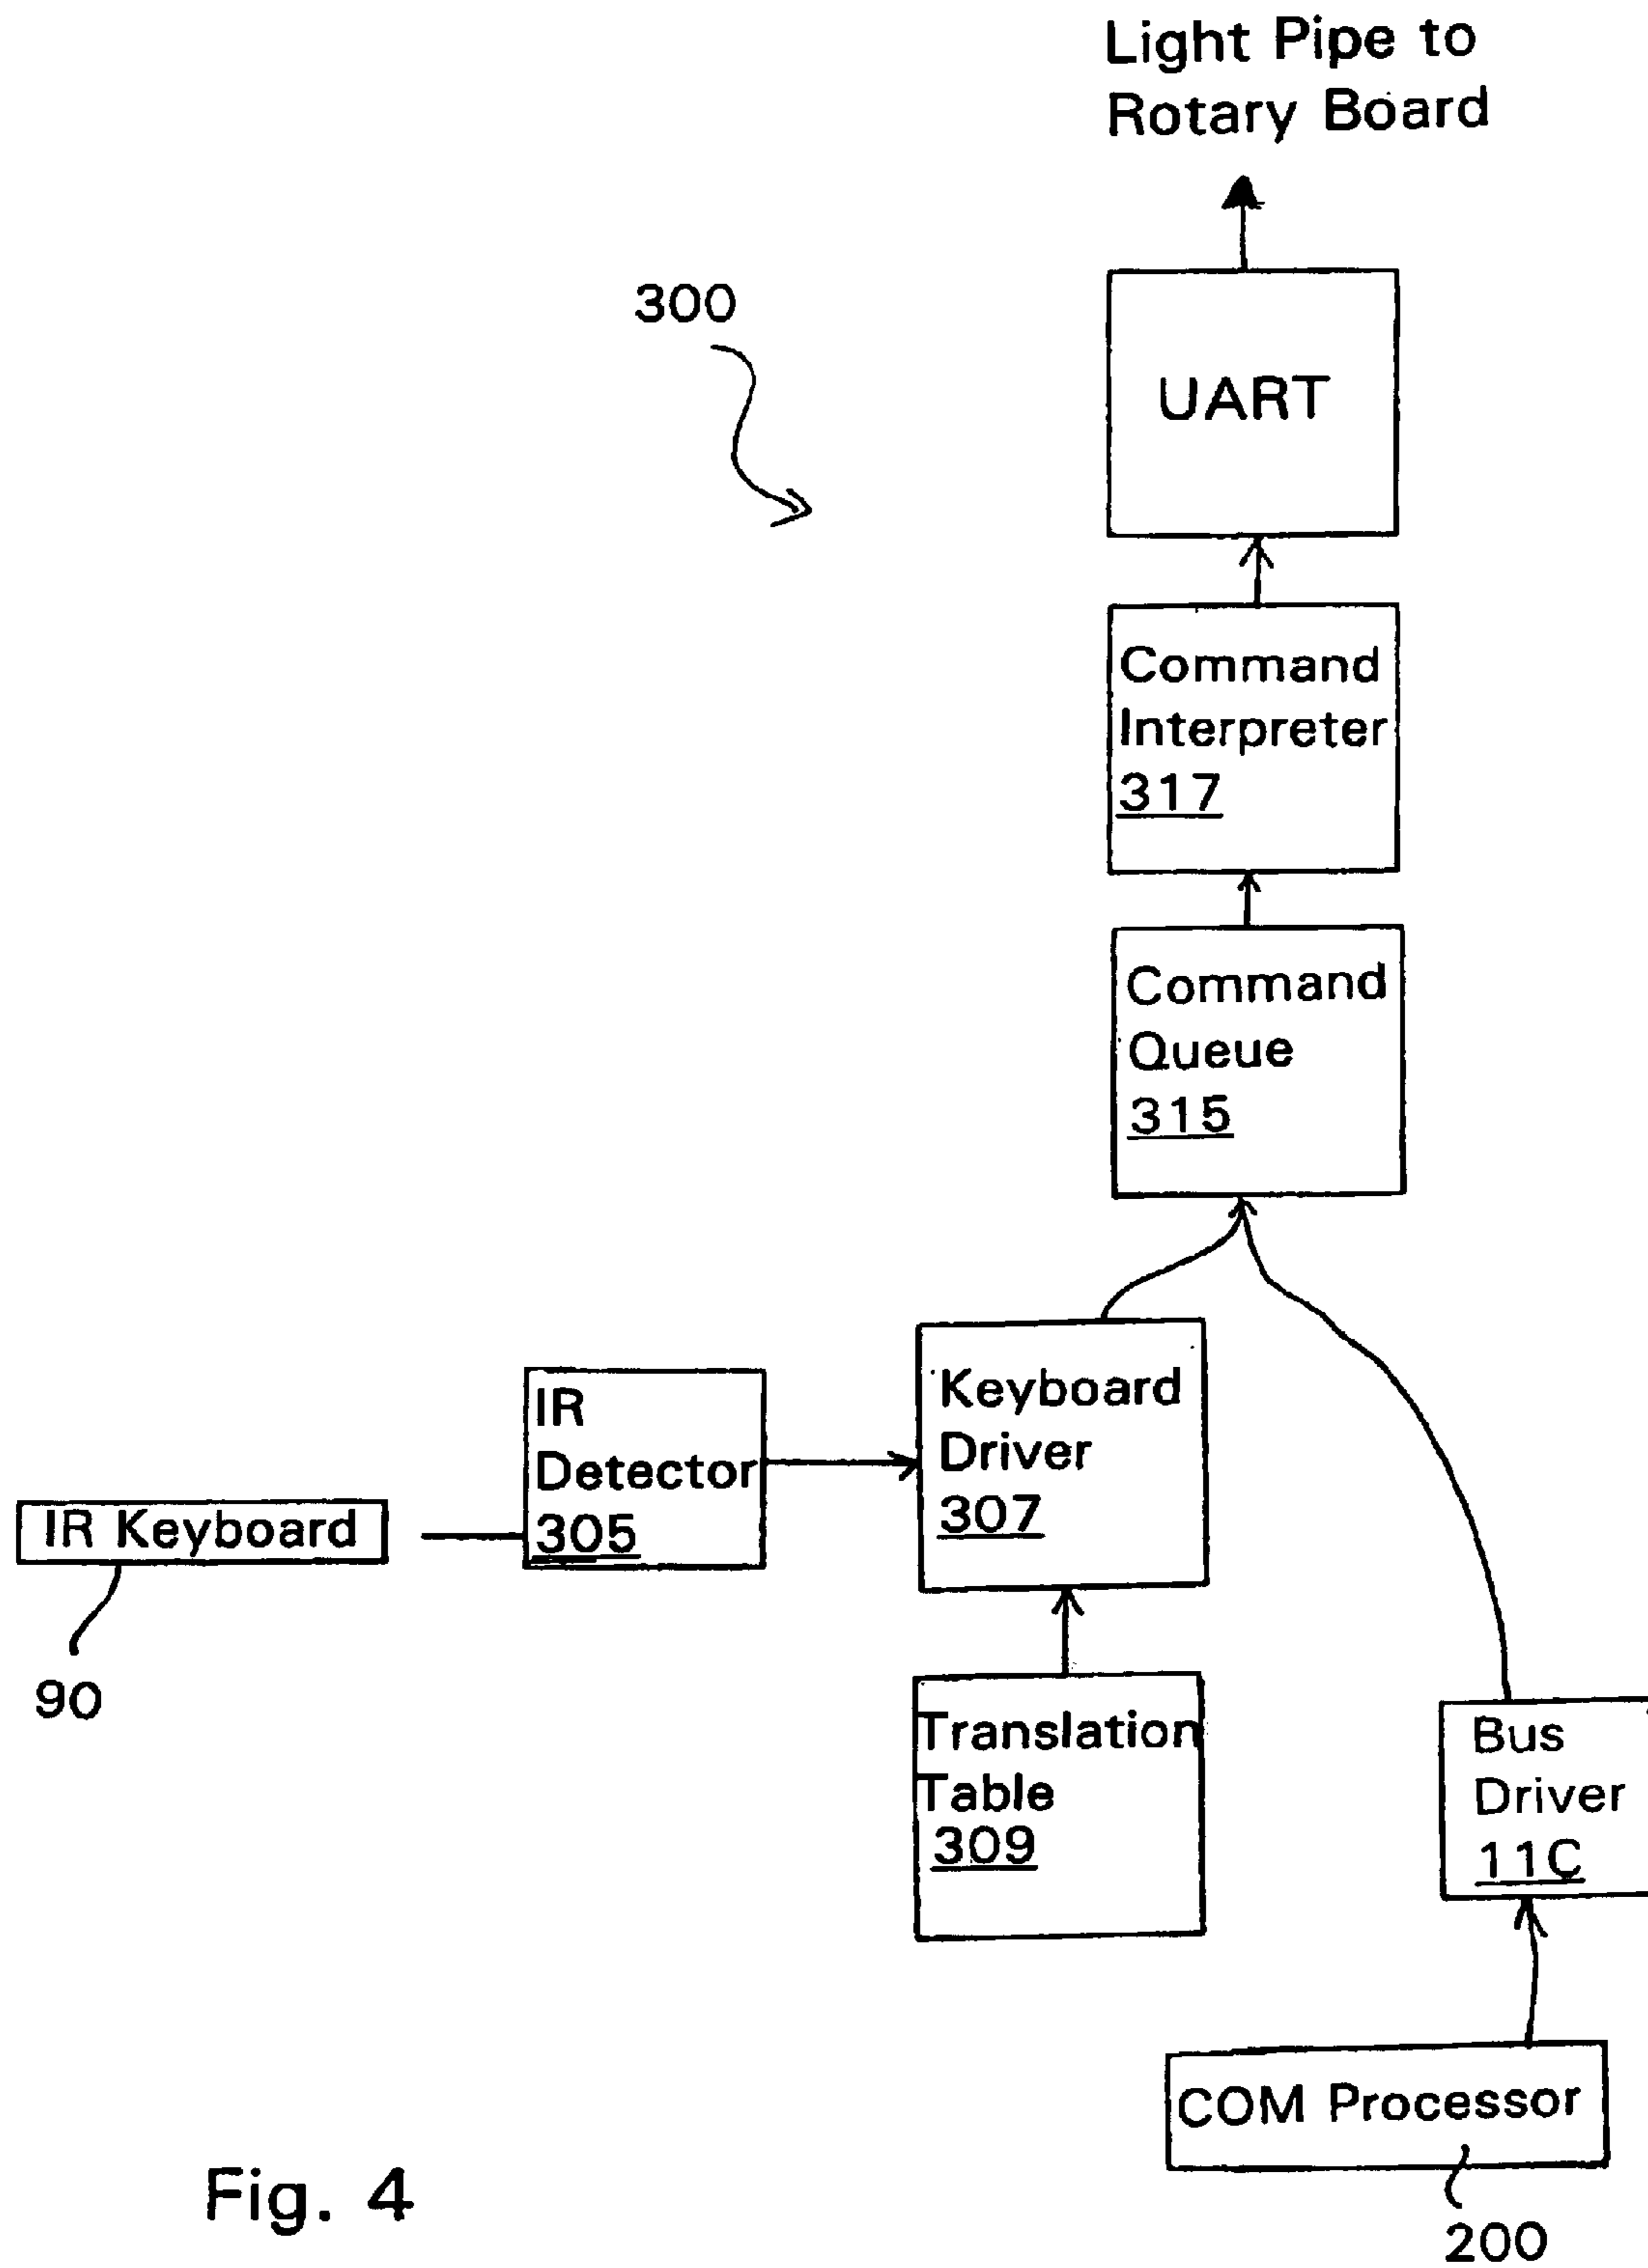 Light Pipe to
Rotary Board
300
UART
Command
Interpreter
317
Command
Queue
315
Keyboard
Driver
307
IR
Detector
305
IR Keyboard
90
Translation
Table
309
Bus
Driver
11C
COM Processor
200
Fig. 4